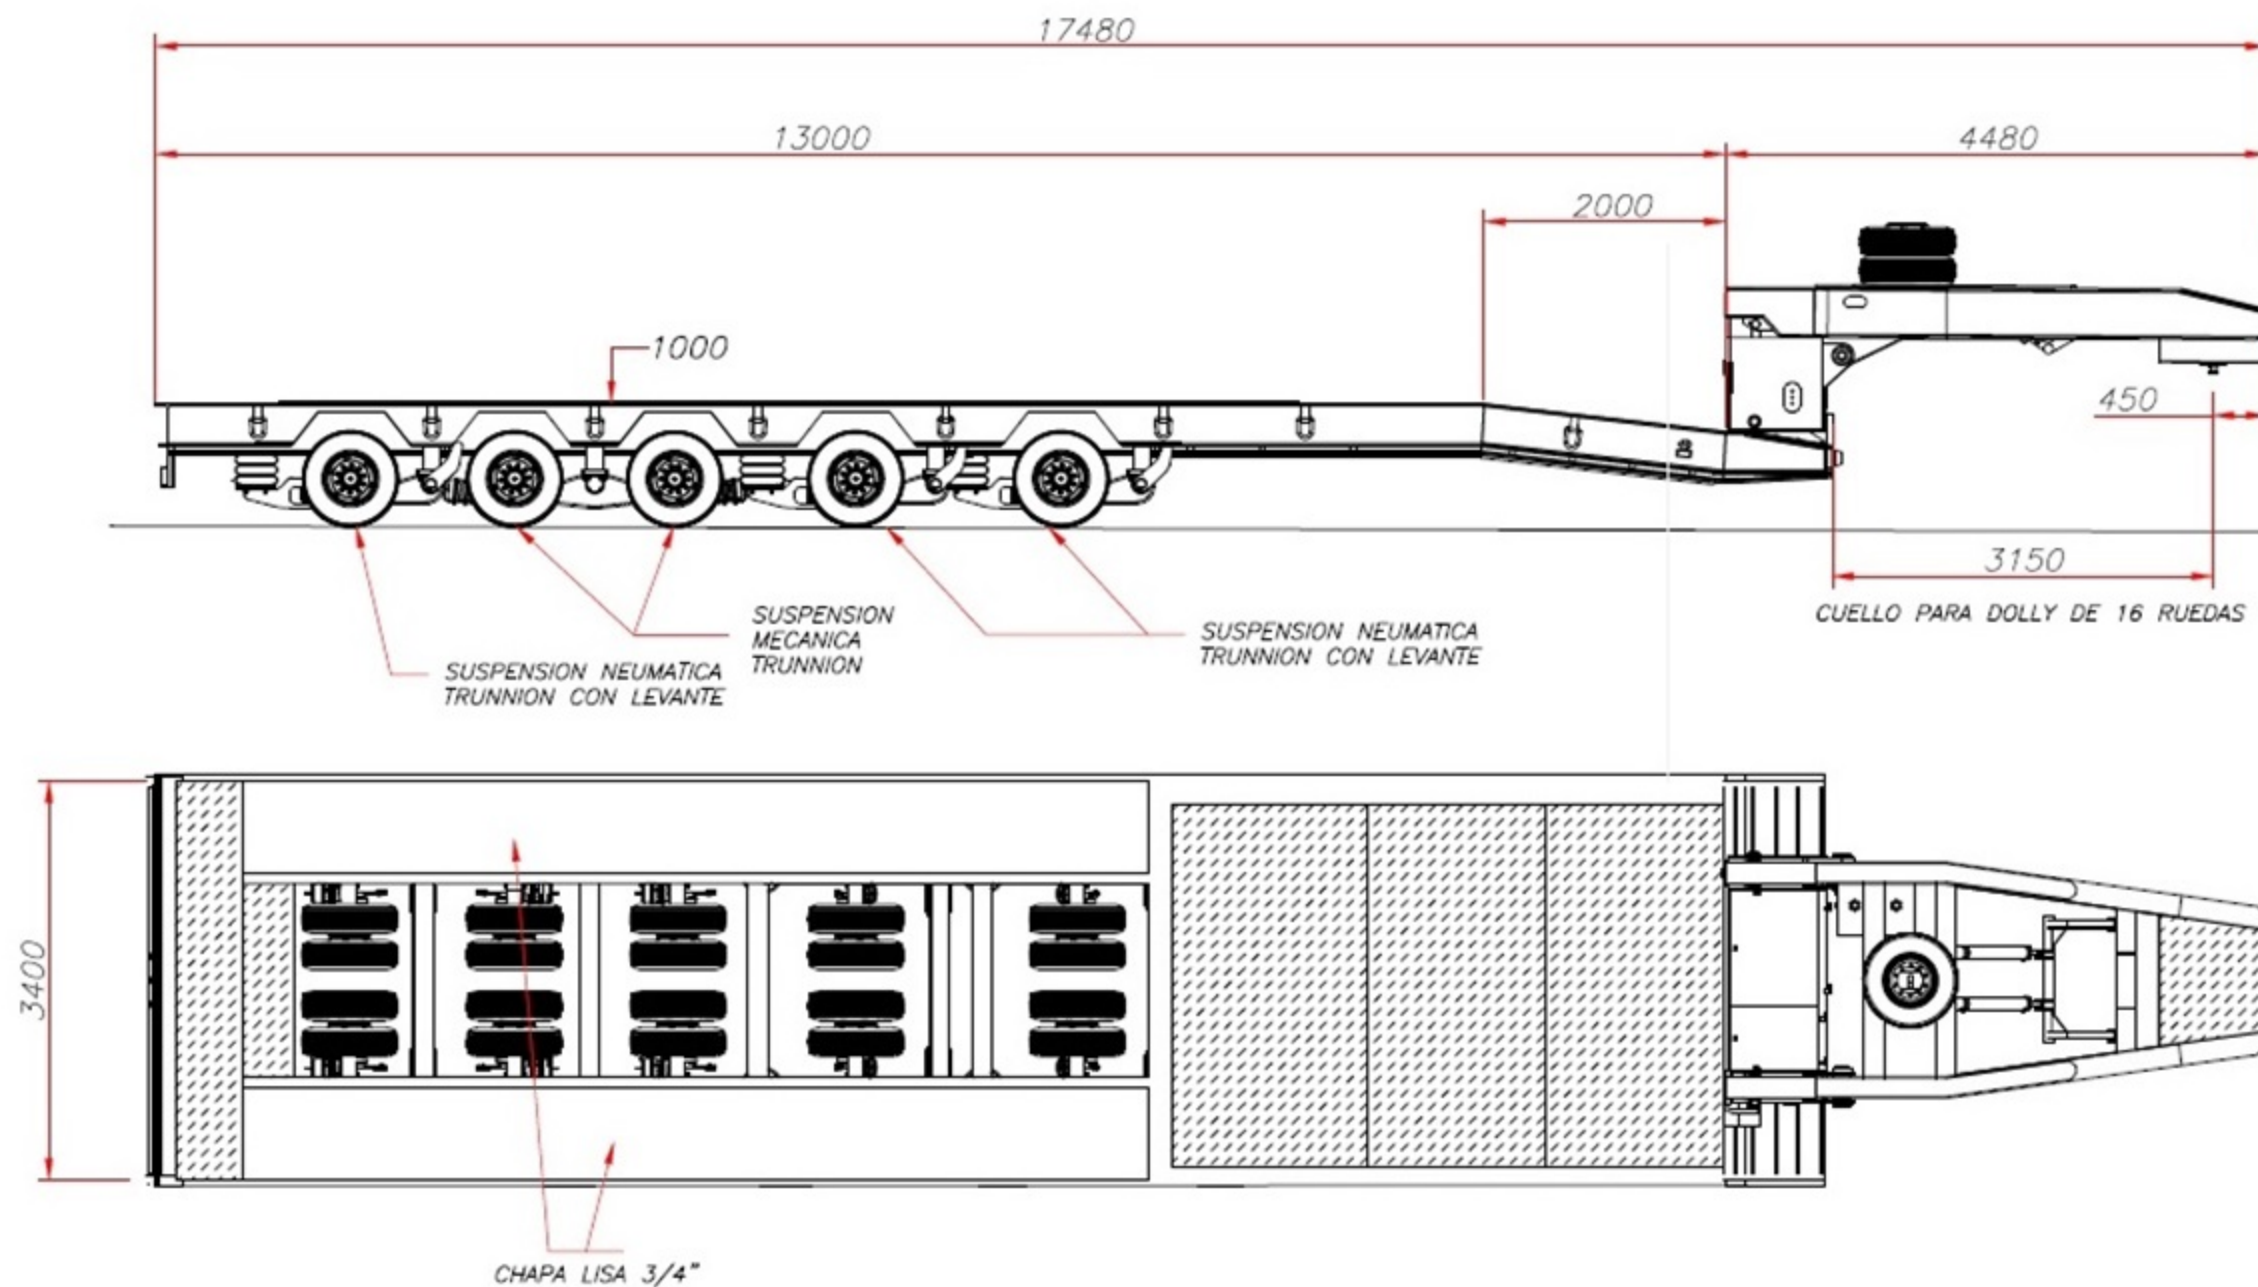 17480
13000
4480
2000
1000
450
3150
CUELLO PARA DOLLY DE 16 RUEDAS
SUSPENSION
MECANICA
TRUNNION
SUSPENSION NEUMATICA
TRUNNION CON LEVANTE
SUSPENSION NEUMATICA
TRUNNION CON LEVANTE
3400
CHAPA LISA 3/4"